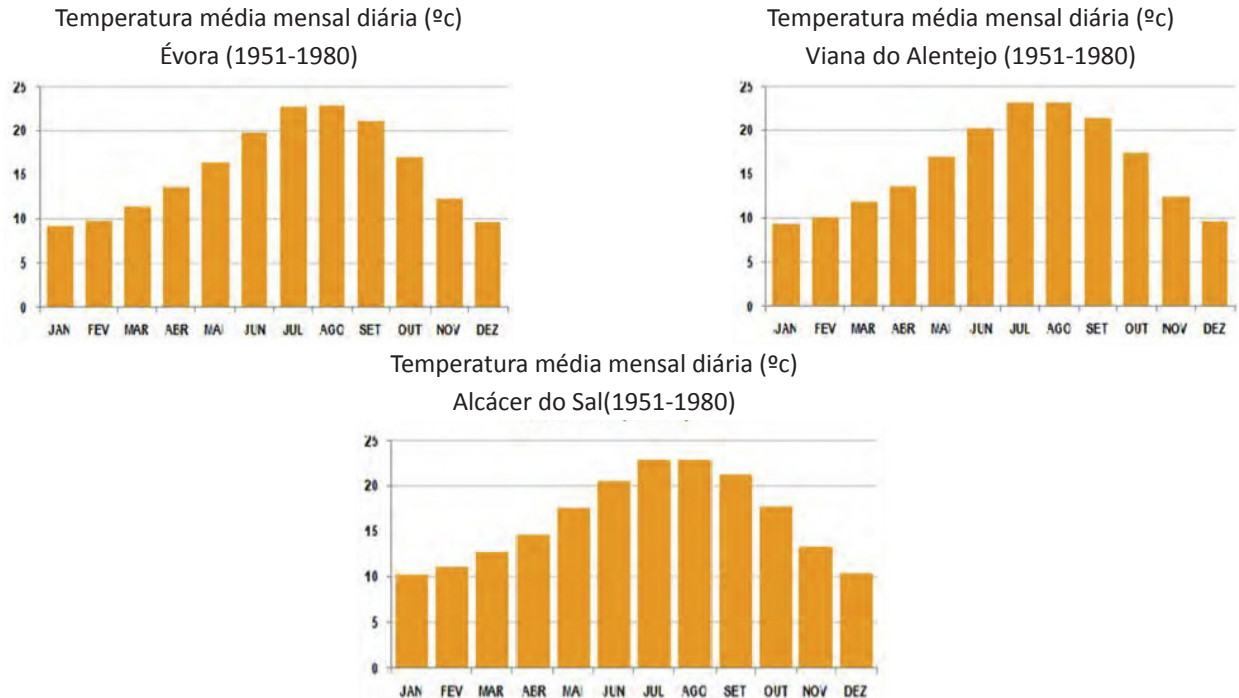 Temperatura média mensal diária (ºc)
Évora (1951-1980)
25
20
15
10
5
0
JAN FEV MAR ABR MAI JUN JUL AGO SET OUT NOV DEZ
Temperatura média mensal diária (ºc)
Viana do Alentejo (1951-1980)
25
20
15
10
5
0
JAN FEV MAR ABR MAI JUN JUL AGO SET OUT NOV DEZ
Temperatura média mensal diária (ºc)
Alcácer do Sal(1951-1980)
25
20
15
10
5
0
JAN FEV MAR ABR MAI JUN JUL AGO SET OUT NOV DEZ